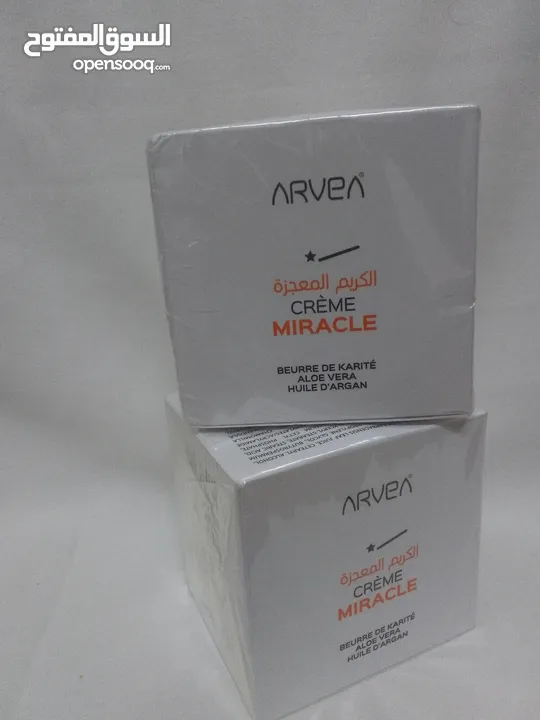 السوق المفتوح
opensooq.com
ARVEA
الكريم المعجزة
CRÈME
MIRACLE
BEURRE DE KARITÉ
ALOE VERA
HUILE D'ARGAN
ARVEA
الكريم المعجزة
CRÈME
MIRACLE
BEURRE DE KARITÉ
ALOE VERA
HUILE D'ARGAN